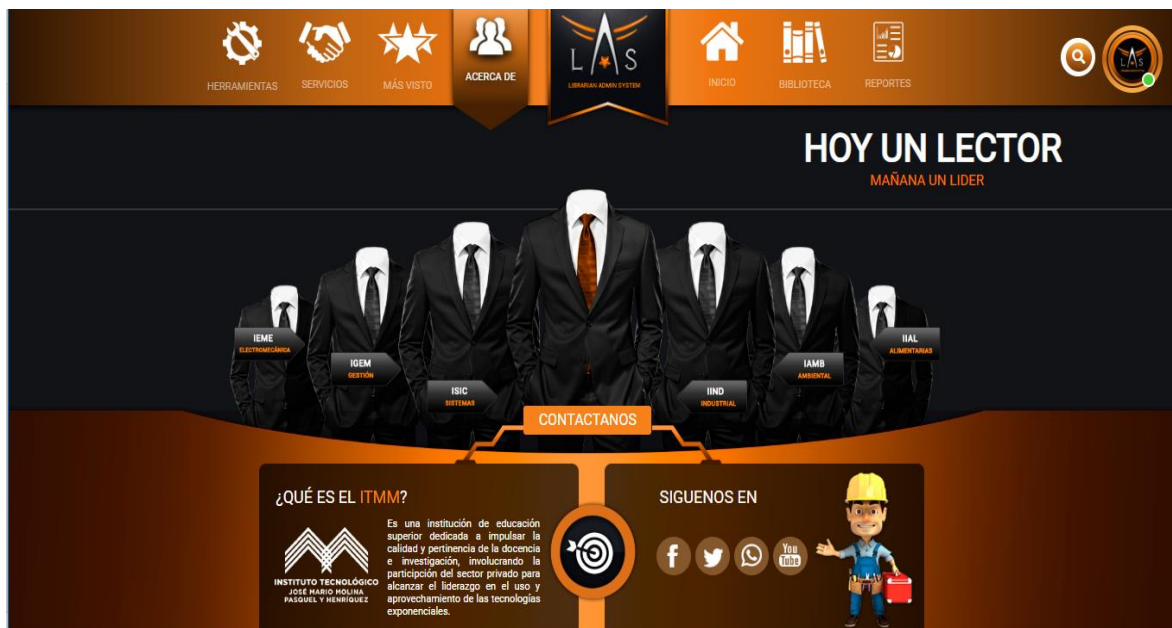 HERRAMIENTAS
SERVICIOS
MÁS VISTO
ACERCA DE
LAS
LIBRARIAN ADMIN SYSTEM
INICIO
BIBLIOTECA
REPORTES
LAS
HOY UN LECTOR
MAÑANA UN LIDER
IEME
ELECTROMECÁNICA
IGEM
GESTIÓN
ISIC
SISTEMAS
IIND
INDUSTRIAL
IAMB
AMBIENTAL
IIAL
ALIMENTARIAS
CONTACTANOS
¿QUÉ ES EL ITMM?
INSTITUTO TECNOLÓGICO
JOSÉ MARIO MOLINA
PASQUEL Y HENRÍQUEZ
Es una institución de educación
superior dedicada a impulsar la
calidad y pertinencia de la docencia
e investigación, involucrando la
participción del sector privado para
alcanzar el liderazgo en el uso y
aprovechamiento de las tecnologías
exponenciales.
SIGUENOS EN
You
Tube